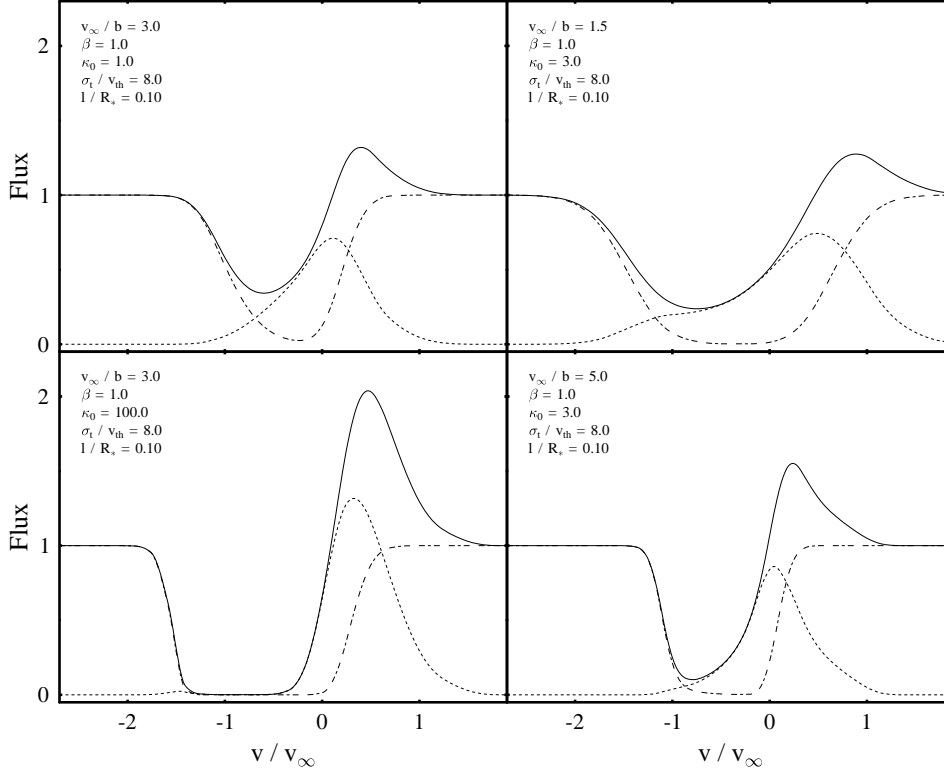 v∞ / b = 3.0
β = 1.0
κ0 = 1.0
σt / vth = 8.0
l / R* = 0.10
v∞ / b = 1.5
β = 1.0
κ0 = 3.0
σt / vth = 8.0
l / R* = 0.10
2
1
0
Flux
v∞ / b = 3.0
β = 1.0
κ0 = 100.0
σt / vth = 8.0
l / R* = 0.10
v∞ / b = 5.0
β = 1.0
κ0 = 3.0
σt / vth = 8.0
l / R* = 0.10
2
1
0
Flux
-2 -1 0 1
-2 -1 0 1
v / v∞
v / v∞